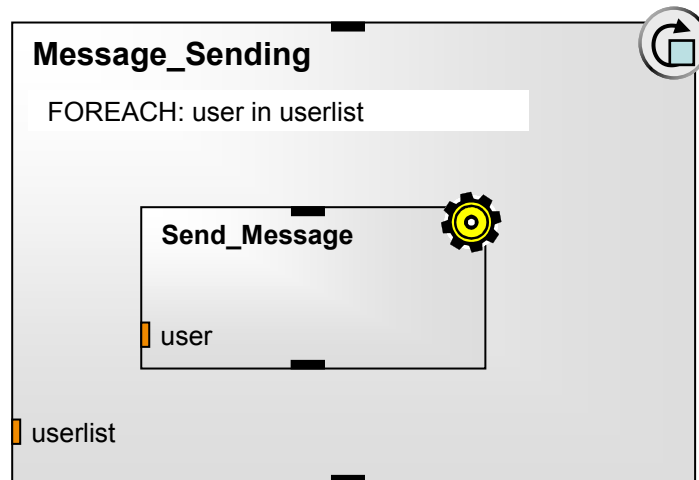 Message_Sending
FOREACH: user in userlist
Send_Message
user
userlist